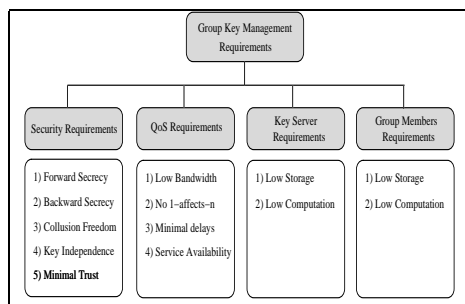 Group Key Management
Requirements
Security Requirements
QoS Requirements
Key Server
Requirements
Group Members
Requirements
1) Forward Secrecy
2) Backward Secrecy
3) Collusion Freedom
4) Key Independence
5) Minimal Trust
1) Low Bandwidth
2) No 1−affects−n
3) Minimal delays
4) Service Availability
1) Low Storage
2) Low Computation
1) Low Storage
2) Low Computation